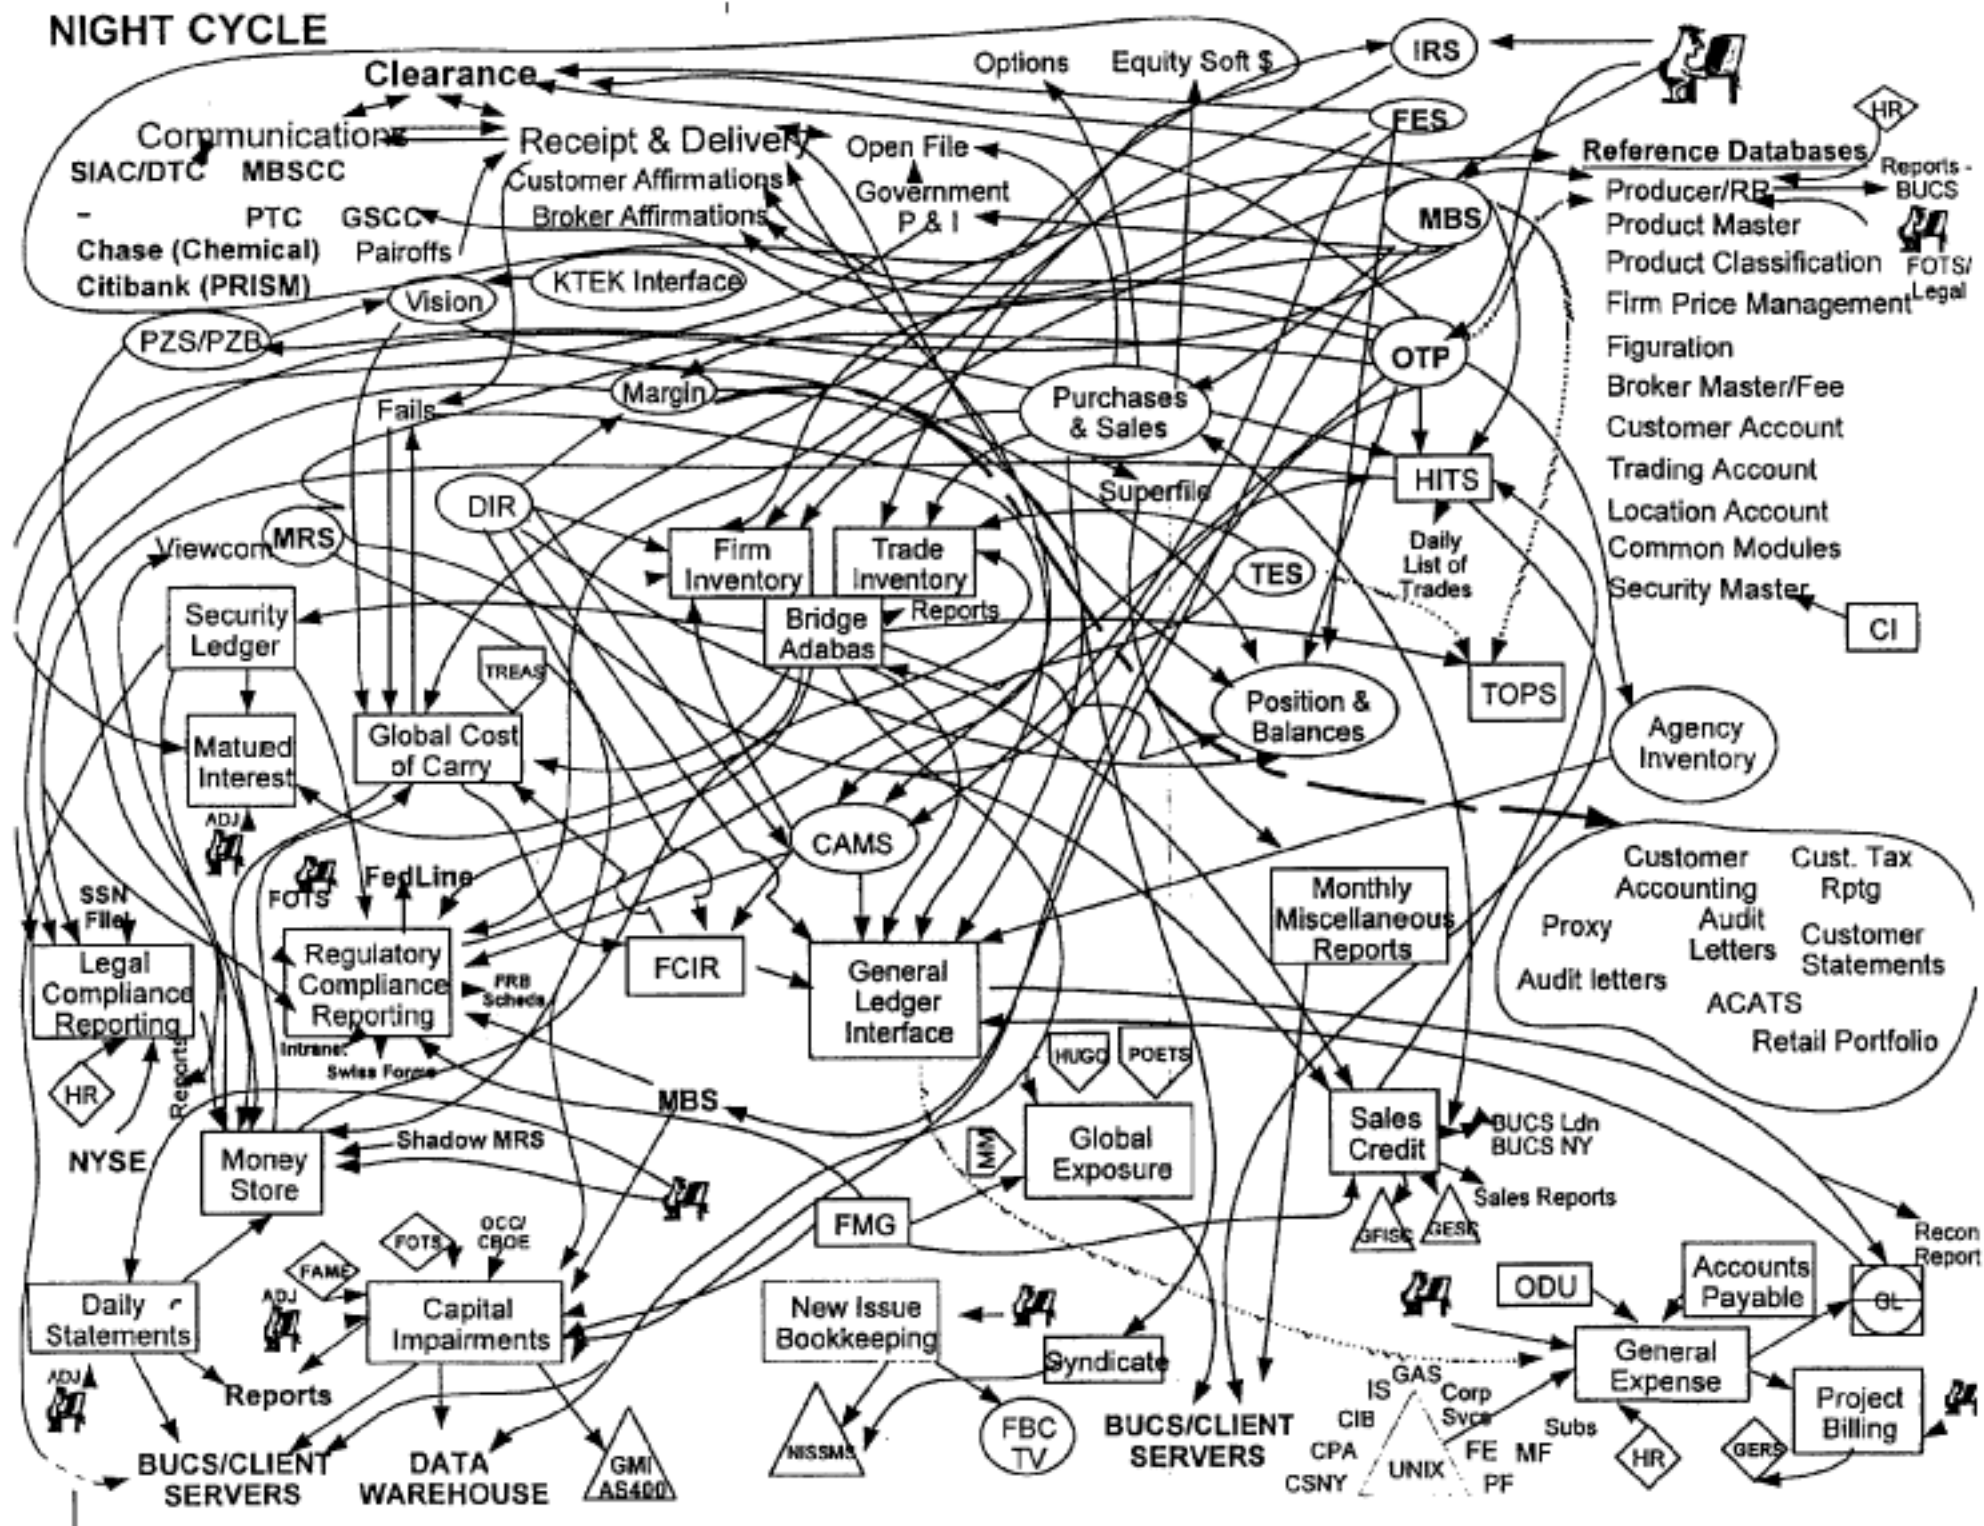 NIGHT CYCLE
Clearance
Options
Equity Soft $
IRS
FES
HR
Communications
Receipt & Delivery
Open File
Reference Databases
Reports -
BUCS
SIAC/DTC
MBSCC
Customer Affirmations
Government
P & I
MBS
Producer/RR
–
PTC
GSCC
Broker Affirmations
Product Master
Chase (Chemical)
Pairoffs
Product Classification
FOTS/
Legal
Citibank (PRISM)
Vision
KTEK Interface
Firm Price Management
PZS/PZB
OTP
Figuration
Margin
Purchases
& Sales
Broker Master/Fee
Fails
Customer Account
HITS
Trading Account
DIR
Superfile
Location Account
MRS
Viewcom
Firm
Inventory
Trade
Inventory
Daily
List of
Trades
Common Modules
TES
Security Master
Security
Ledger
Bridge
Adabas
Reports
CI
TREAS
TOPS
Position &
Balances
Agency
Inventory
Matued
Interest
Global Cost
of Carry
ADJ
CAMS
FOTS
FedLine
SSN
File
Monthly
Miscellaneous
Reports
Customer
Accounting
Cust. Tax
Rptg
Proxy
Audit
Letters
Customer
Statements
Audit letters
ACATS
Retail Portfolio
Legal
Compliance
Reporting
Regulatory
Compliance
Reporting
FRB
Scheds
FCIR
General
Ledger
Interface
Intranet
Swiss Forms
HUGO
POETS
HR
Reports
MBS
NYSE
Money
Store
Shadow MRS
MM
Global
Exposure
Sales
Credit
BUCS Ldn
BUCS NY
Sales Reports
FMG
GFISC
GESC
Recon
Report
FOTS
OCC/
CBOE
FAME
ADJ
Daily
Statements
Capital
Impairments
New Issue
Bookkeeping
Syndicate
ODU
Accounts
Payable
GL
General
Expense
ADJ
Reports
GAS
IS
Corp
Svcs
CIB
Subs
Project
Billing
NISSMS
FBC
TV
BUCS/CLIENT
SERVERS
CPA
FE
MF
HR
GERS
BUCS/CLIENT
SERVERS
DATA
WAREHOUSE
GMI
AS400
CSNY
UNIX
PF